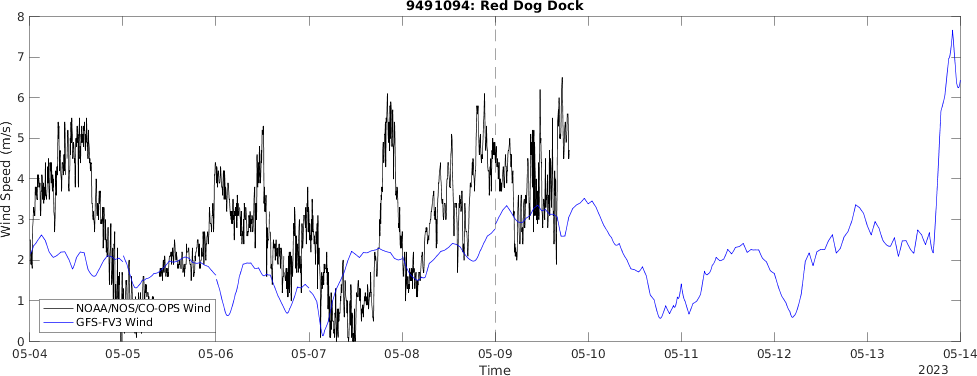 9491094: Red Dog Dock
Wind Speed (m/s)
8
7
6
5
4
3
2
1
0
NOAA/NOS/CO-OPS Wind
GFS-FV3 Wind
05-04 05-05 05-06 05-07 05-08 05-09 05-10 05-11 05-12 05-13 05-14
Time
2023